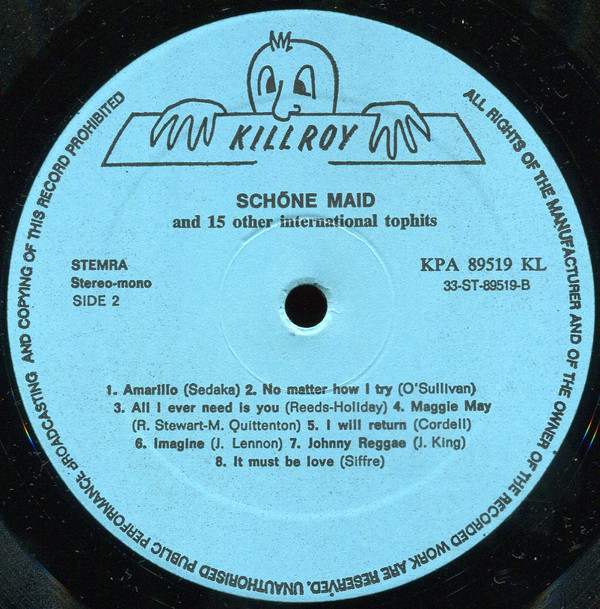 KILLROY
SCHÖNE MAID
and 15 other international tophits
STEMRA
Stereo-mono
SIDE 2
KPA 89519 KL
33-ST-89519-B
1. Amarillo (Sedaka) 2. No matter how I try (O'Sullivan)
3. All I ever need is you (Reeds-Holiday) 4. Maggie May
(R. Stewart-M. Quittenton) 5. I will return (Cordell)
6. Imagine (J. Lennon) 7. Johnny Reggae (J. King)
8. It must be love (Siffre)
ALL RIGHTS OF THE MANUFACTURER AND OF THE OWNER OF THE RECORDED WORK ARE RESERVED. UNAUTHORISED PUBLIC PERFORMANCE BROADCASTING AND COPYING OF THIS RECORD PROHIBITED